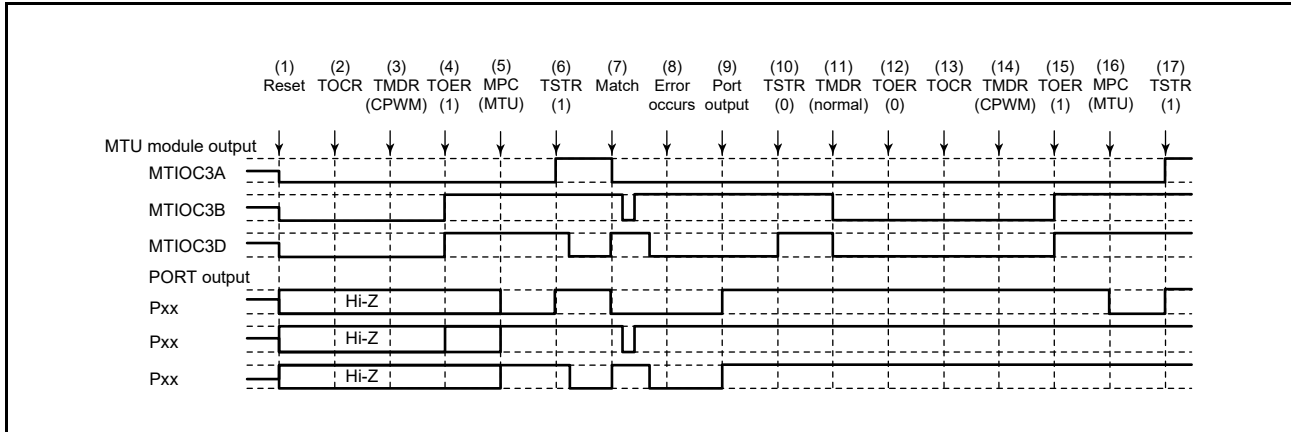 (1) (2) (3) (4) (5) (6) (7) (8) (9) (10) (11) (12) (13) (14) (15) (16) (17)
Reset TOCR TMDR TOER MPC TSTR Match Error Port TSTR TMDR TOER TOCR TMDR TOER MPC TSTR
(CPWM) (1) (MTU) (1) occurs output (0) (normal) (0) (CPWM) (1) (MTU) (1)
MTU module output
MTIOC3A
MTIOC3B
MTIOC3D
PORT output
Pxx Hi-Z
Pxx Hi-Z
Pxx Hi-Z